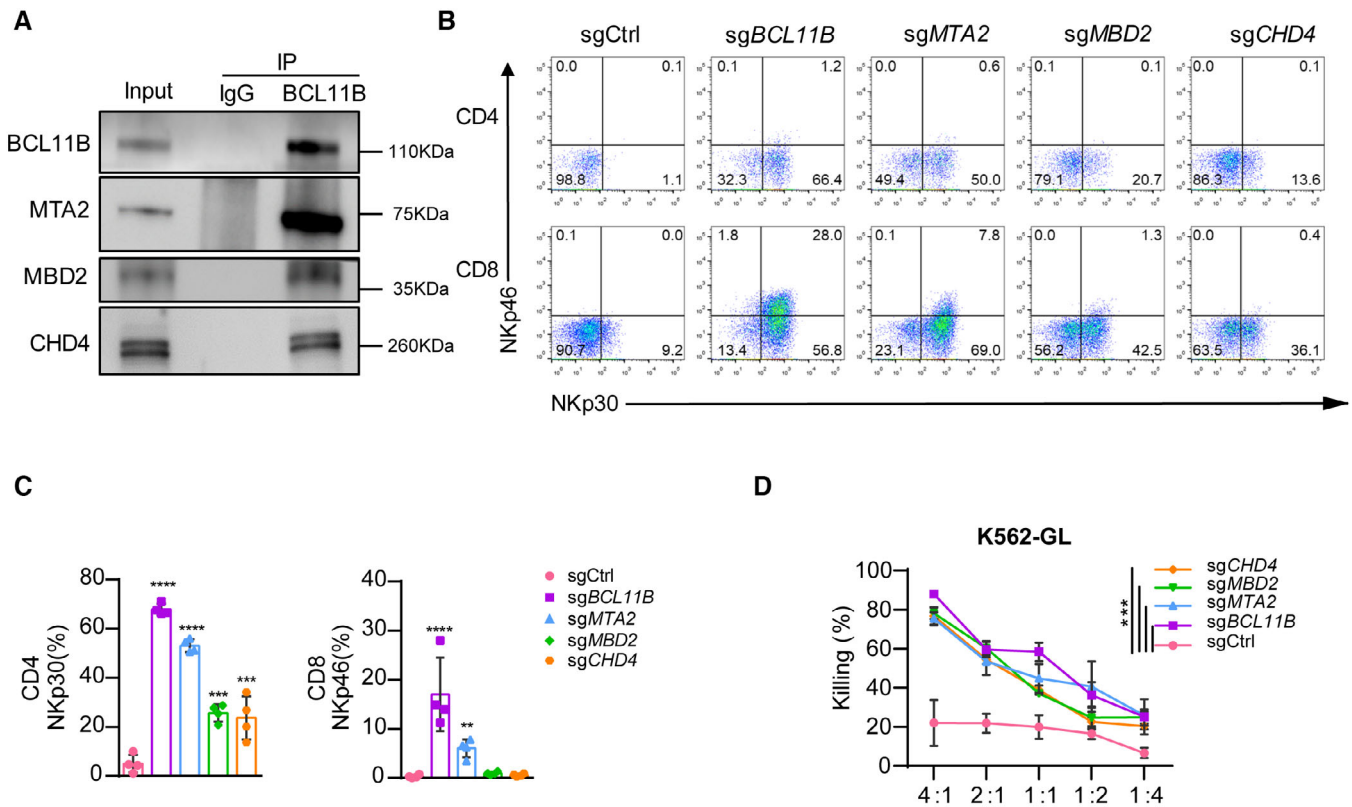 A
IP
Input IgG BCL11B
BCL11B
110KDa
MTA2
75KDa
MBD2
35KDa
CHD4
260KDa
B
sgCtrl sgBCL11B sgMTA2 sgMBD2 sgCHD4
CD4
0.0 0.1 0.1 1.2 0.0 0.6 0.1 0.1 0.0 0.1
98.8 1.1 32.3 66.4 49.4 50.0 79.1 20.7 86.3 13.6
CD8
0.1 0.0 1.8 28.0 0.1 7.8 0.0 1.3 0.0 0.4
90.7 9.2 13.4 56.8 23.1 69.0 56.2 42.5 63.5 36.1
NKp46
NKp30
C
CD4
NKp30(%)
80
60
40
20
0
**** **** *** ***
CD8
NKp46(%)
40
30
20
10
0
**** **
sgCtrl
sgBCL11B
sgMTA2
sgMBD2
sgCHD4
D
K562-GL
Killing (%)
100
80
60
40
20
0
4:1 2:1 1:1 1:2 1:4
***
sgCHD4
sgMBD2
sgMTA2
sgBCL11B
sgCtrl